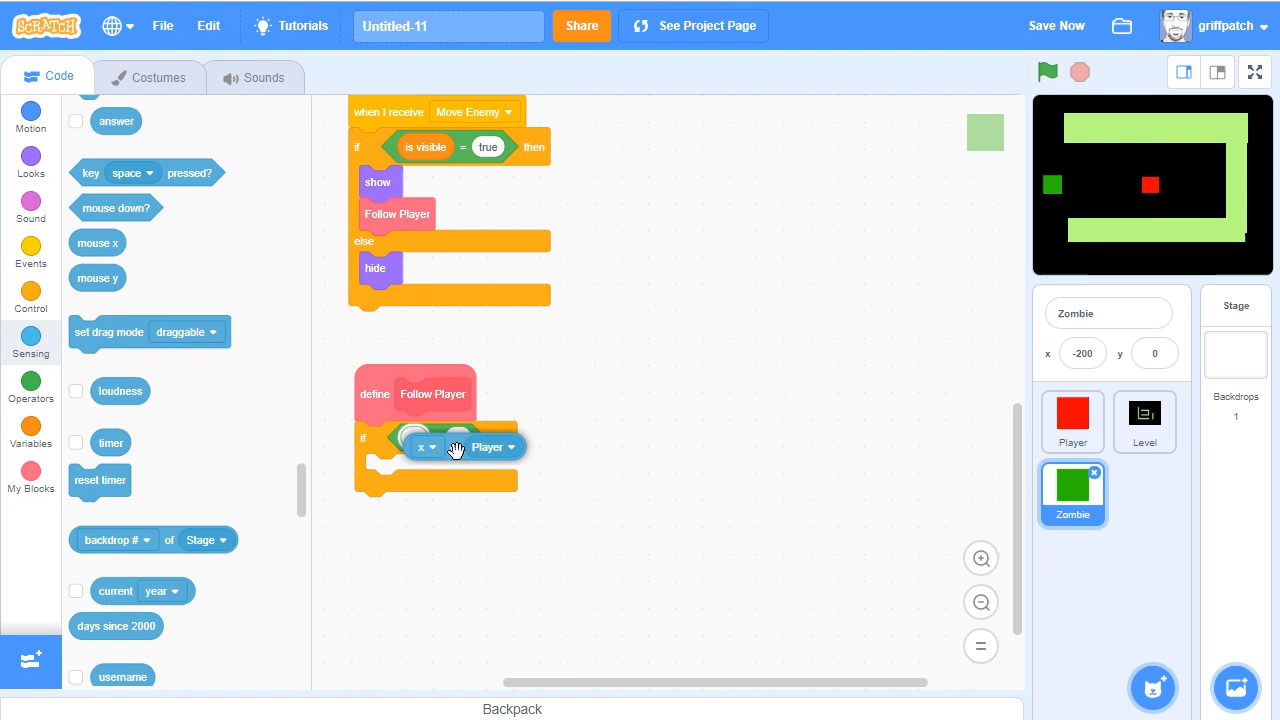 SCRATCH
File
Edit
Tutorials
Untitled-11
Share
See Project Page
Save Now
griffpatch
Code
Costumes
Sounds
Motion
Looks
Sound
Events
Control
Sensing
Operators
Variables
My Blocks
answer
key space pressed?
mouse down?
mouse x
mouse y
set drag mode draggable
loudness
timer
reset timer
backdrop # of Stage
current year
days since 2000
username
when I receive Move Enemy
if is visible = true then
show
Follow Player
else
hide
define Follow Player
if
x Player
Zombie
x -200 y 0
Player
Level
Zombie
Stage
Backdrops
1
Backpack